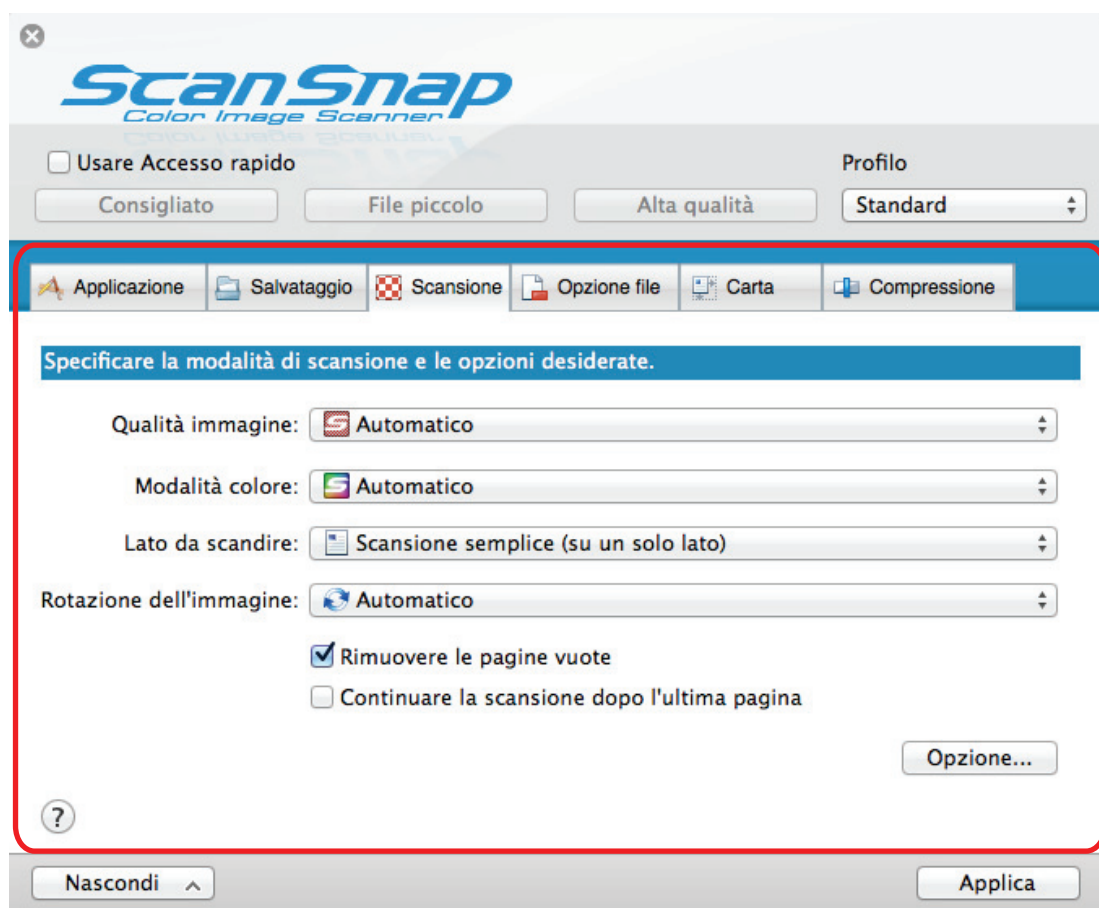 ScanSnap
Color Image Scanner
Usare Accesso rapido
Profilo
Consigliato File piccolo Alta qualità Standard
Applicazione Salvataggio Scansione Opzione file Carta Compressione
Specificare la modalità di scansione e le opzioni desiderate.
Qualità immagine: Automatico
Modalità colore: Automatico
Lato da scandire: Scansione semplice (su un solo lato)
Rotazione dell'immagine: Automatico
Rimuovere le pagine vuote
Continuare la scansione dopo l'ultima pagina
Opzione...
?
Nascondi Applica